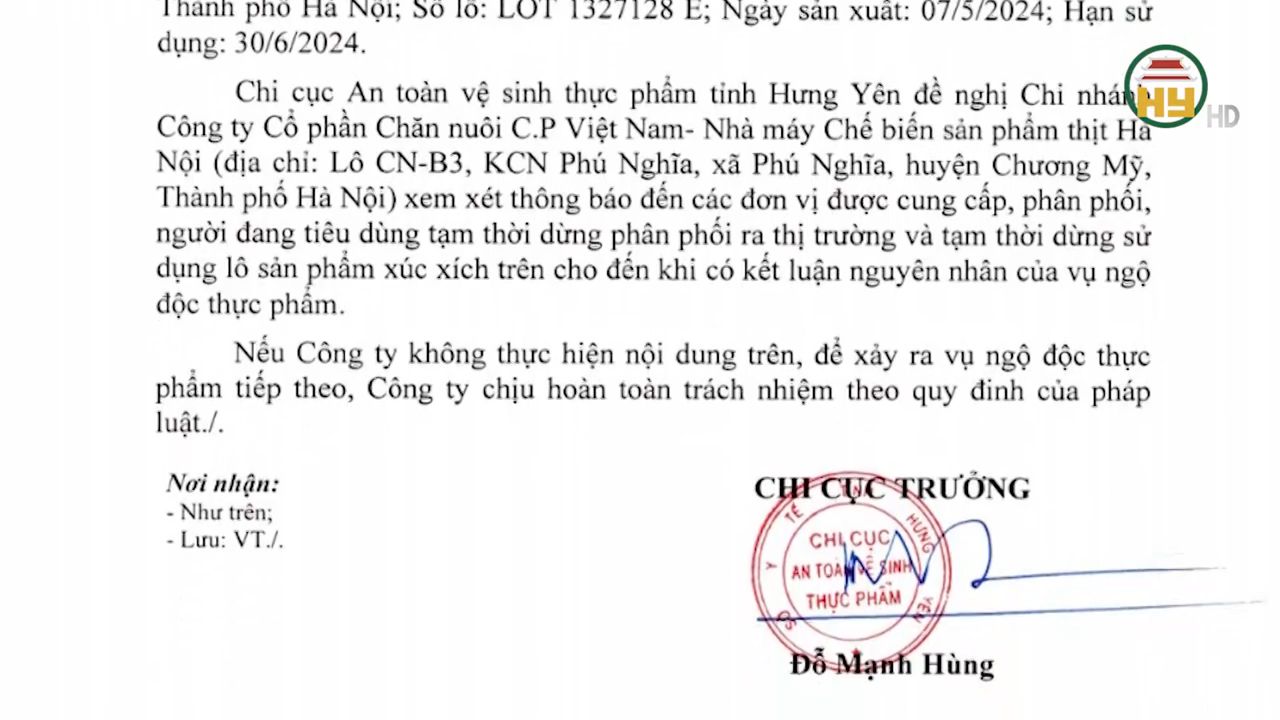 Thành phố Hà Nội; Số lô: LOT 1327128 E; Ngày sản xuất: 07/5/2024; Hạn sử
dụng: 30/6/2024.
Chi cục An toàn vệ sinh thực phẩm tỉnh Hưng Yên đề nghị Chi nhánh
Công ty Cổ phần Chăn nuôi C.P Việt Nam- Nhà máy Chế biến sản phẩm thịt Hà
Nội (địa chỉ: Lô CN-B3, KCN Phú Nghĩa, xã Phú Nghĩa, huyện Chương Mỹ,
Thành phố Hà Nội) xem xét thông báo đến các đơn vị được cung cấp, phân phối,
người đang tiêu dùng tạm thời dừng phân phối ra thị trường và tạm thời dừng sử
dụng lô sản phẩm xúc xích trên cho đến khi có kết luận nguyên nhân của vụ ngộ
độc thực phẩm.
Nếu Công ty không thực hiện nội dung trên, để xảy ra vụ ngộ độc thực
phẩm tiếp theo, Công ty chịu hoàn toàn trách nhiệm theo quy đinh của pháp
luật./.
Nơi nhận:
- Như trên;
- Lưu: VT./.
CHI CỤC TRƯỞNG
SỞ Y TẾ TỈNH HƯNG YÊN
CHI CỤC
AN TOÀN VỆ SINH
THỰC PHẨM
Đỗ Mạnh Hùng
HY HD